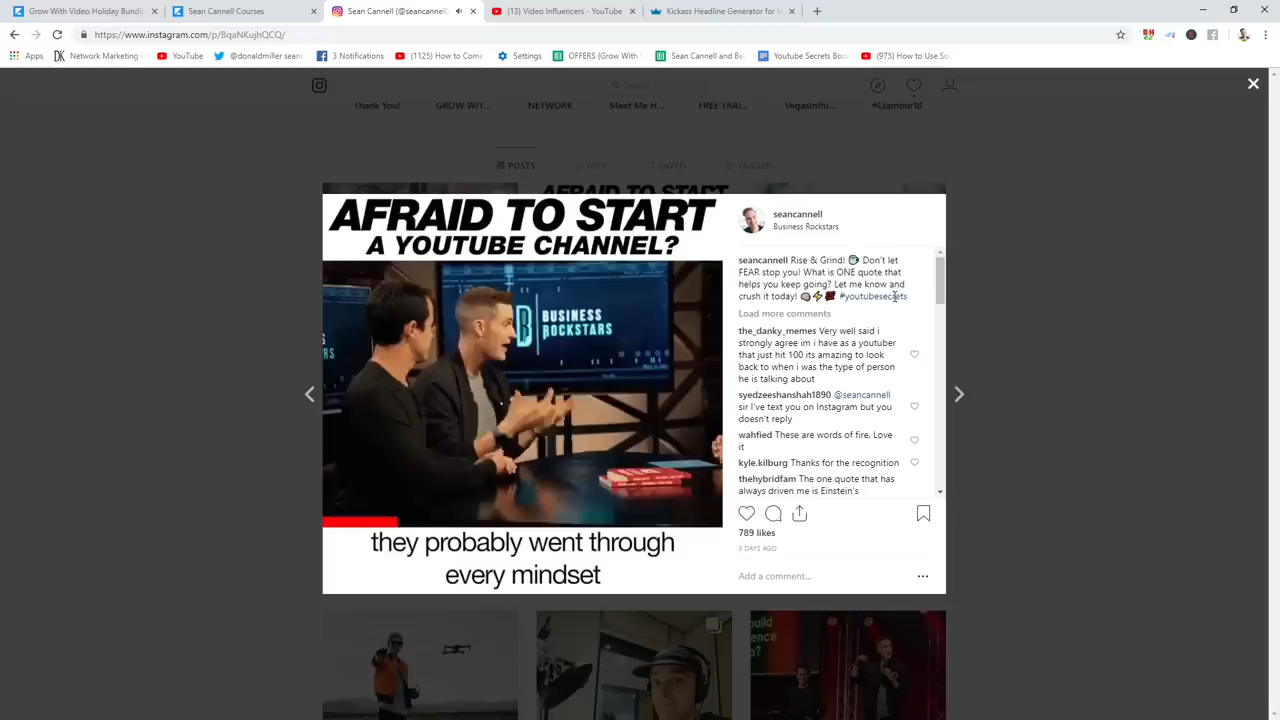 Grow With Video Holiday Bundl
Sean Cannell Courses
Sean Cannell (@seancannell)
(13) Video Influencers - YouTube
Kickass Headline Generator for I
https://www.instagram.com/p/BqaNKujhQCQ/
Apps
Network Marketing
YouTube
@donaldmiller sean
3 Notifications
(1125) How to Come
Settings
OFFERS (Grow With
Sean Cannell and Be
Youtube Secrets Boo
(975) How to Use So
Search
Thank You!
GROW WIT...
NETWORK
Meet Me H...
FREE TRAI...
VegasInflu...
#Clamour18
POSTS
IGTV
SAVED
TAGGED
AFRAID TO START
A YOUTUBE CHANNEL?
BUSINESS
ROCKSTARS
they probably went through
every mindset
seancannell
Business Rockstars
seancannell Rise & Grind! ☕ Don't let
FEAR stop you! What is ONE quote that
helps you keep going? Let me know and
crush it today! #youtubesecrets
Load more comments
the_danky_memes Very well said i
strongly agree im i have as a youtuber
that just hit 100 its amazing to look
back to when i was the type of person
he is talking about
syedzeeshanshah1890 @seancannell
sir I've text you on Instagram but you
doesn't reply
wahfied These are words of fire. Love
it
kyle.kilburg Thanks for the recognition
thehybridfam The one quote that has
always driven me is Einstein's
789 likes
3 DAYS AGO
Add a comment...